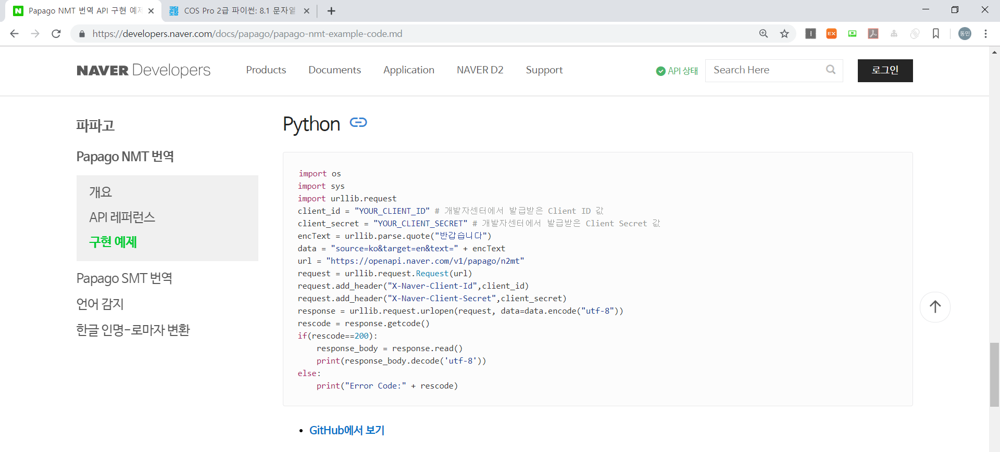 Papago NMT 번역 API 구현 예제
COS Pro 2급 파이썬: 8.1 문자열
https://developers.naver.com/docs/papago/papago-nmt-example-code.md
EX
동민
NAVER Developers
Products
Documents
Application
NAVER D2
Support
API 상태
Search Here
로그인
파파고
Papago NMT 번역
개요
API 레퍼런스
구현 예제
Papago SMT 번역
언어 감지
한글 인명-로마자 변환
Python
import os
import sys
import urllib.request
client_id = "YOUR_CLIENT_ID" # 개발자센터에서 발급받은 Client ID 값
client_secret = "YOUR_CLIENT_SECRET" # 개발자센터에서 발급받은 Client Secret 값
encText = urllib.parse.quote("반갑습니다")
data = "source=ko&target=en&text=" + encText
url = "https://openapi.naver.com/v1/papago/n2mt"
request = urllib.request.Request(url)
request.add_header("X-Naver-Client-Id",client_id)
request.add_header("X-Naver-Client-Secret",client_secret)
response = urllib.request.urlopen(request, data=data.encode("utf-8"))
rescode = response.getcode()
if(rescode==200):
    response_body = response.read()
    print(response_body.decode('utf-8'))
else:
    print("Error Code:" + rescode)
• GitHub에서 보기